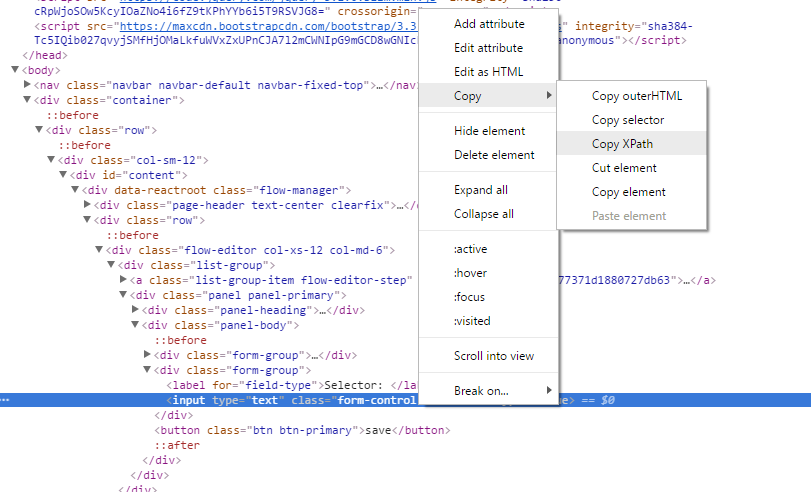 cRpWjoSOw5KcyIOaZNo4i6fZ9tKPhYYb6i5T9RSVJG8=" crossorigin=
<script src="https://maxcdn.bootstrapcdn.com/bootstrap/3.3 " integrity="sha384-
Tc5IQib027qvyjSMfHjOMaLkfuWVxZxUPnCJA7l2mCWNIpG9mGCD8wGNIc anonymous"></script>
</head>
<body>
<nav class="navbar navbar-default navbar-fixed-top">…</nav
<div class="container">
::before
<div class="row">
::before
<div class="col-sm-12">
<div id="content">
<div data-reactroot class="flow-manager">
<div class="page-header text-center clearfix">…</
<div class="row">
::before
<div class="flow-editor col-xs-12 col-md-6">
<div class="list-group">
<a class="list-group-item flow-editor-step" 77371d1880727db63">…</a>
<div class="panel panel-primary">
<div class="panel-heading">…</div>
<div class="panel-body">
::before
<div class="form-group">…</div>
<div class="form-group">
<label for="field-type">Selector: </la
<input type="text" class="form-control > == $0
</div>
<button class="btn btn-primary">save</button>
::after
</div>
</div>
</div>
Add attribute
Edit attribute
Edit as HTML
Copy
Hide element
Delete element
Expand all
Collapse all
:active
:hover
:focus
:visited
Scroll into view
Break on...
Copy outerHTML
Copy selector
Copy XPath
Cut element
Copy element
Paste element